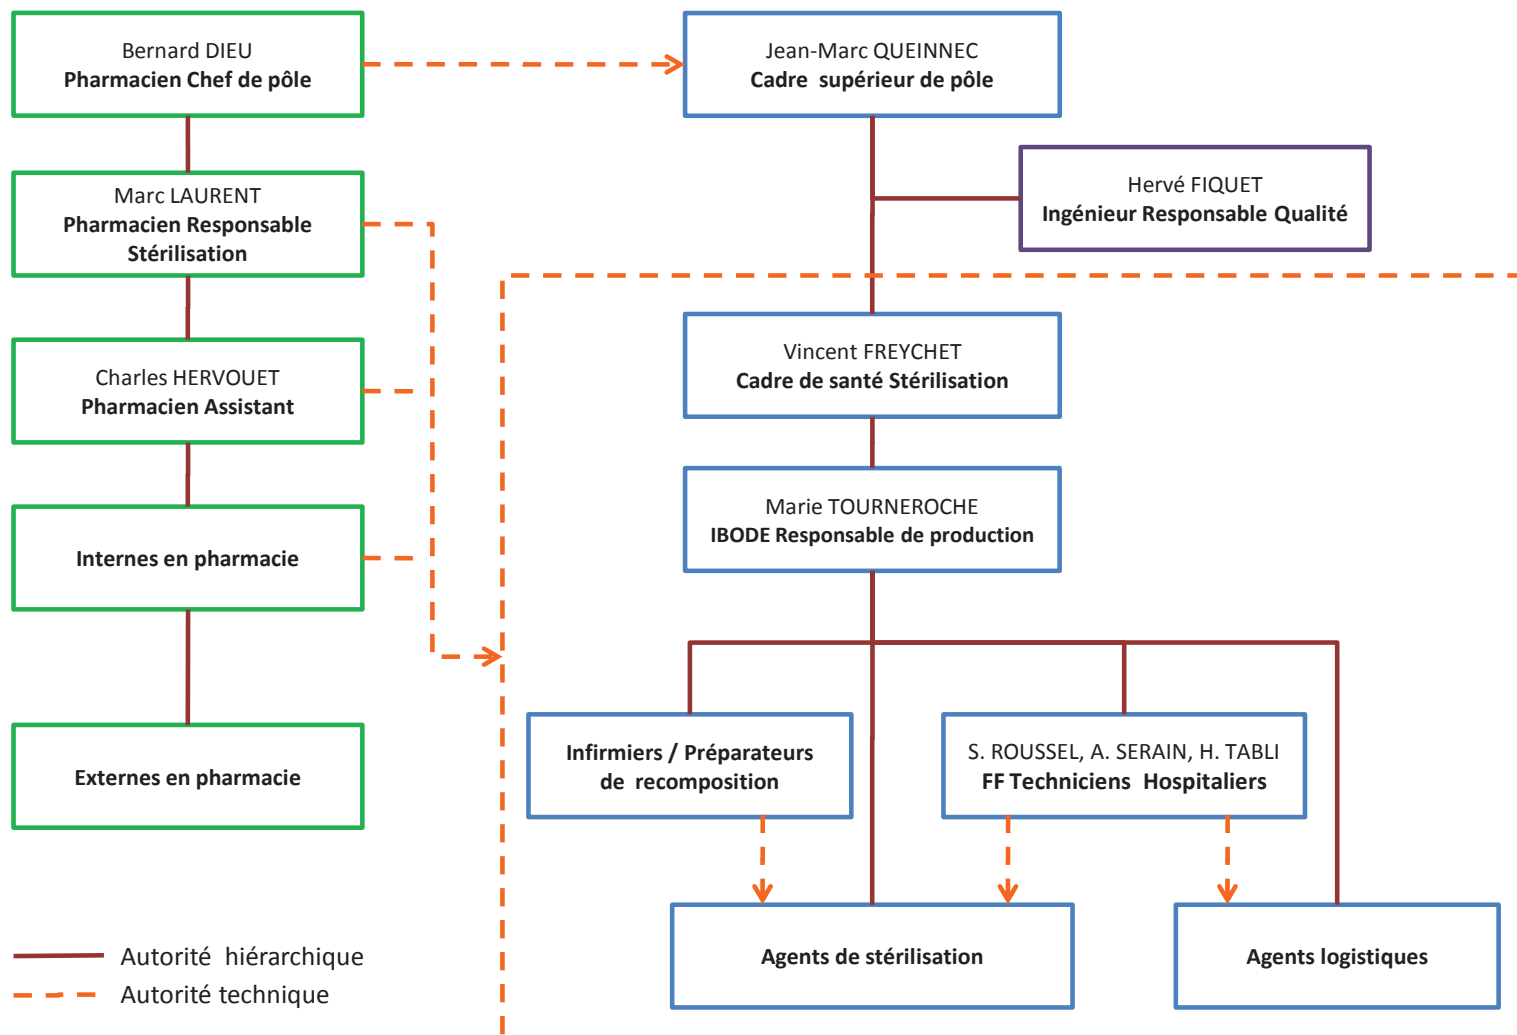 Bernard DIEU
Pharmacien Chef de pôle
Jean-Marc QUEINNEC
Cadre supérieur de pôle
Hervé FIQUET
Ingénieur Responsable Qualité
Marc LAURENT
Pharmacien Responsable
Stérilisation
Vincent FREYCHET
Cadre de santé Stérilisation
Charles HERVOUET
Pharmacien Assistant
Marie TOURNEROCHE
IBODE Responsable de production
Internes en pharmacie
Infirmiers / Préparateurs
de recomposition
S. ROUSSEL, A. SERAIN, H. TABLI
FF Techniciens Hospitaliers
Externes en pharmacie
Agents de stérilisation
Agents logistiques
Autorité hiérarchique
Autorité technique